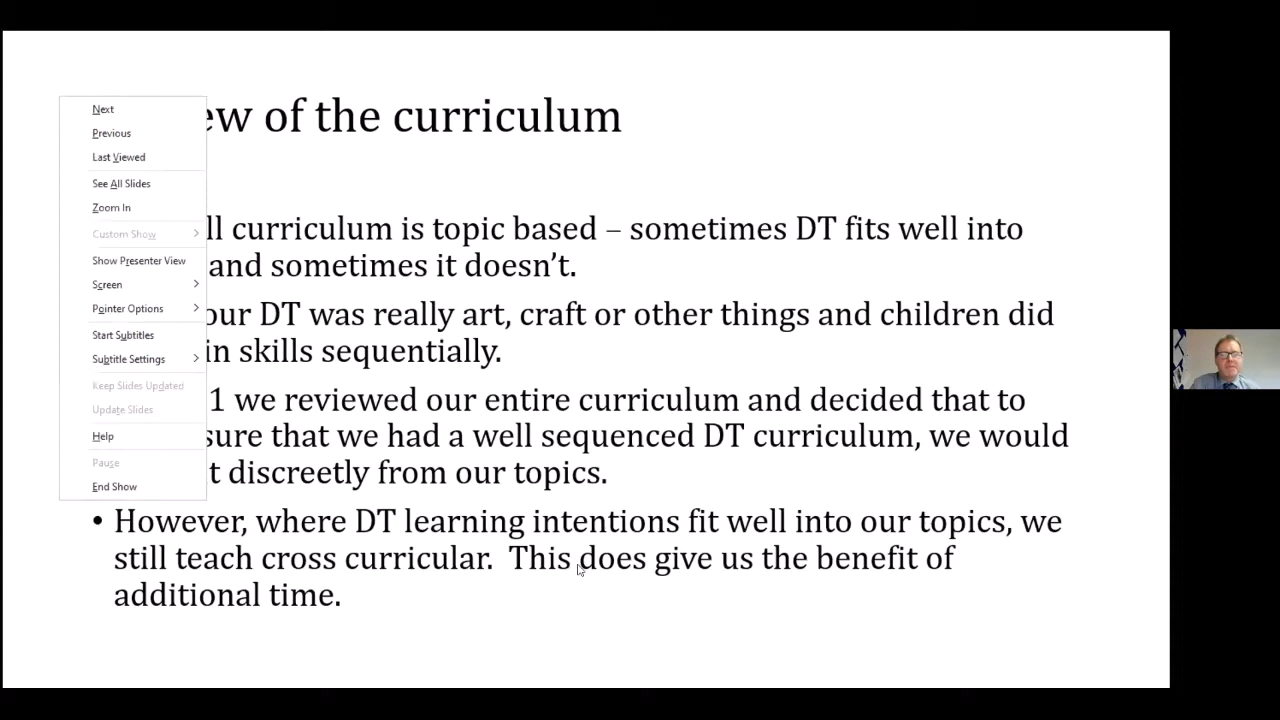 ew of the curriculum
Next
Previous
Last Viewed
See All Slides
Zoom In
Custom Show
Show Presenter View
Screen
Pointer Options
Start Subtitles
Subtitle Settings
Keep Slides Updated
Update Slides
Help
Pause
End Show
ll curriculum is topic based – sometimes DT fits well into
and sometimes it doesn’t.
our DT was really art, craft or other things and children did
in skills sequentially.
1 we reviewed our entire curriculum and decided that to
sure that we had a well sequenced DT curriculum, we would
t discreetly from our topics.
• However, where DT learning intentions fit well into our topics, we
still teach cross curricular. This does give us the benefit of
additional time.